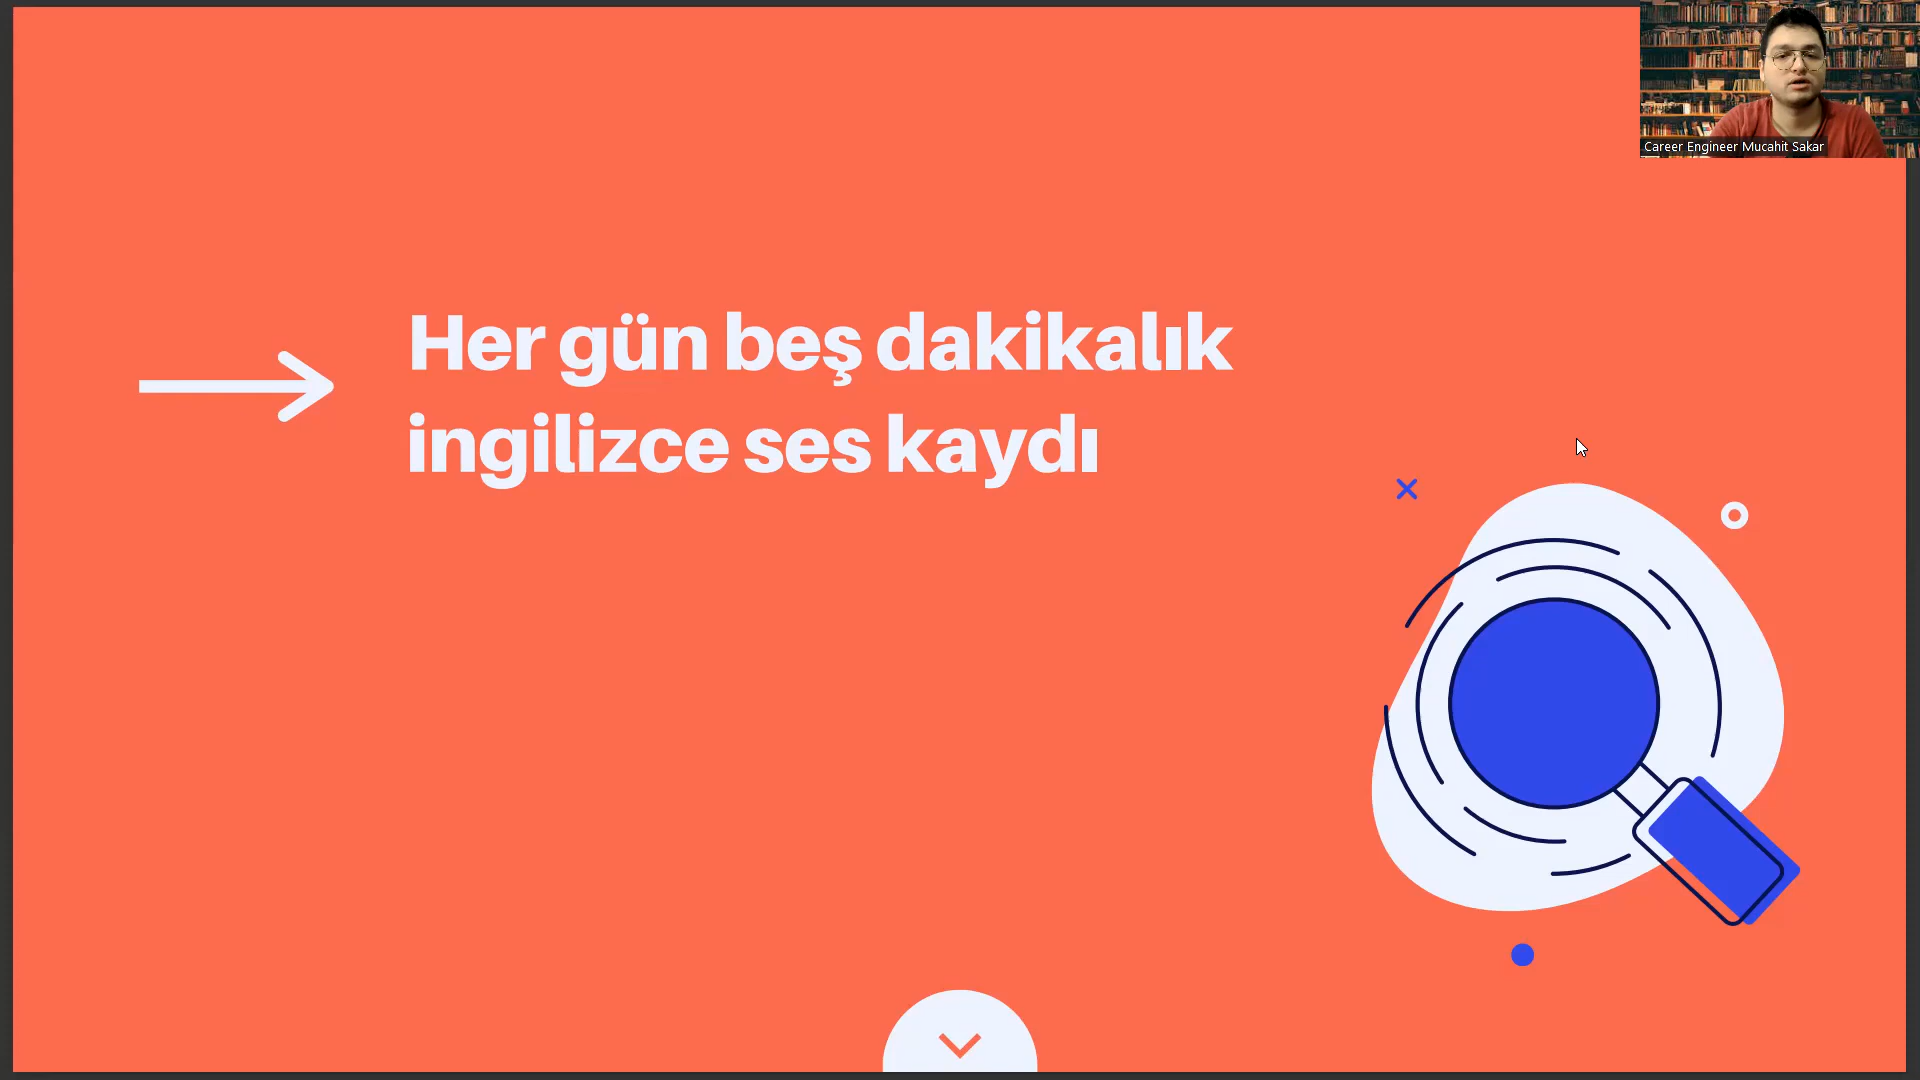 Career Engineer Mucahit Sakar
Her gün beş dakikalık
ingilizce ses kaydı